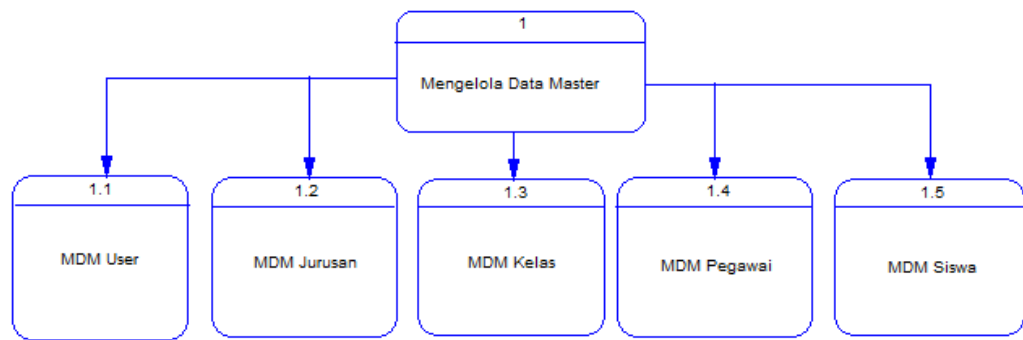 1
Mengelola Data Master
1.1
1.2
1.3
1.4
1.5
MDM User
MDM Jurusan
MDM Kelas
MDM Pegawai
MDM Siswa